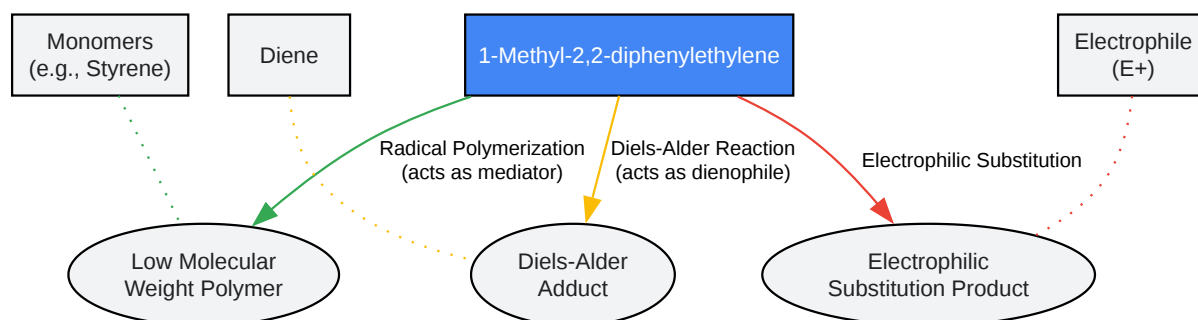 Monomers
(e.g., Styrene)
Diene
1-Methyl-2,2-diphenylethylene
Electrophile
(E+)
Radical Polymerization
(acts as mediator)
Diels-Alder Reaction
(acts as dienophile)
Electrophilic Substitution
Low Molecular
Weight Polymer
Diels-Alder
Adduct
Electrophilic
Substitution Product